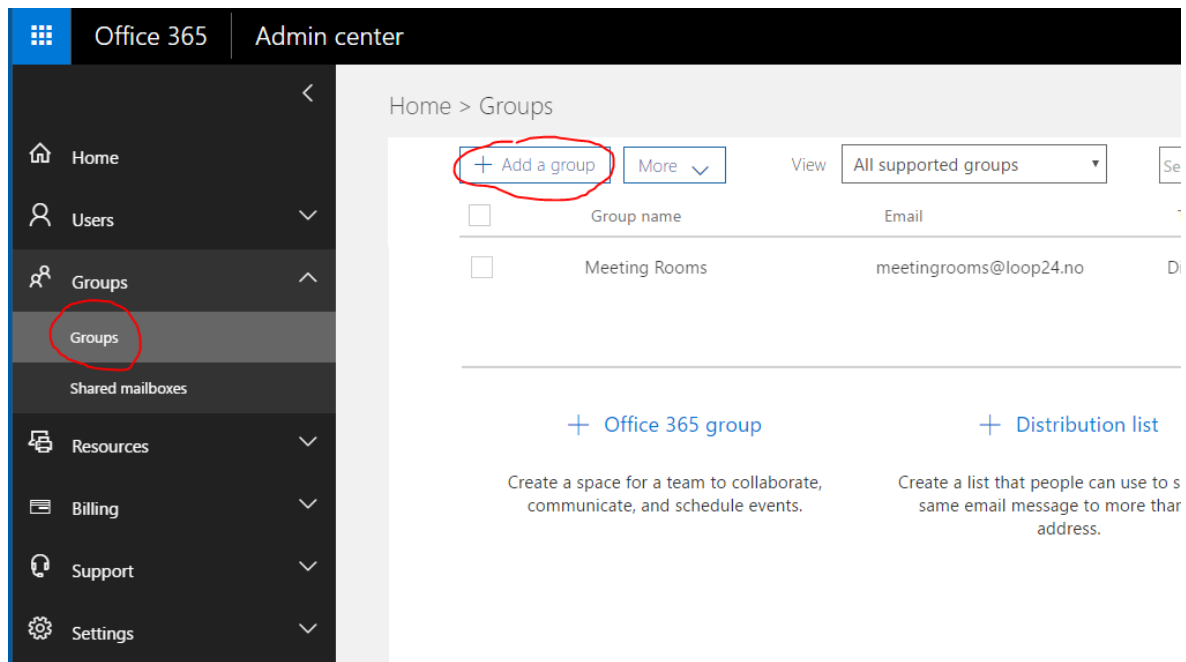 Office 365
Admin center
Home > Groups
Home
Users
Groups
Groups
Shared mailboxes
Resources
Billing
Support
Settings
+ Add a group
More
View
All supported groups
Se
Group name
Email
Meeting Rooms
meetingrooms@loop24.no
Di
+ Office 365 group
Create a space for a team to collaborate,
communicate, and schedule events.
+ Distribution list
Create a list that people can use to s
same email message to more than
address.